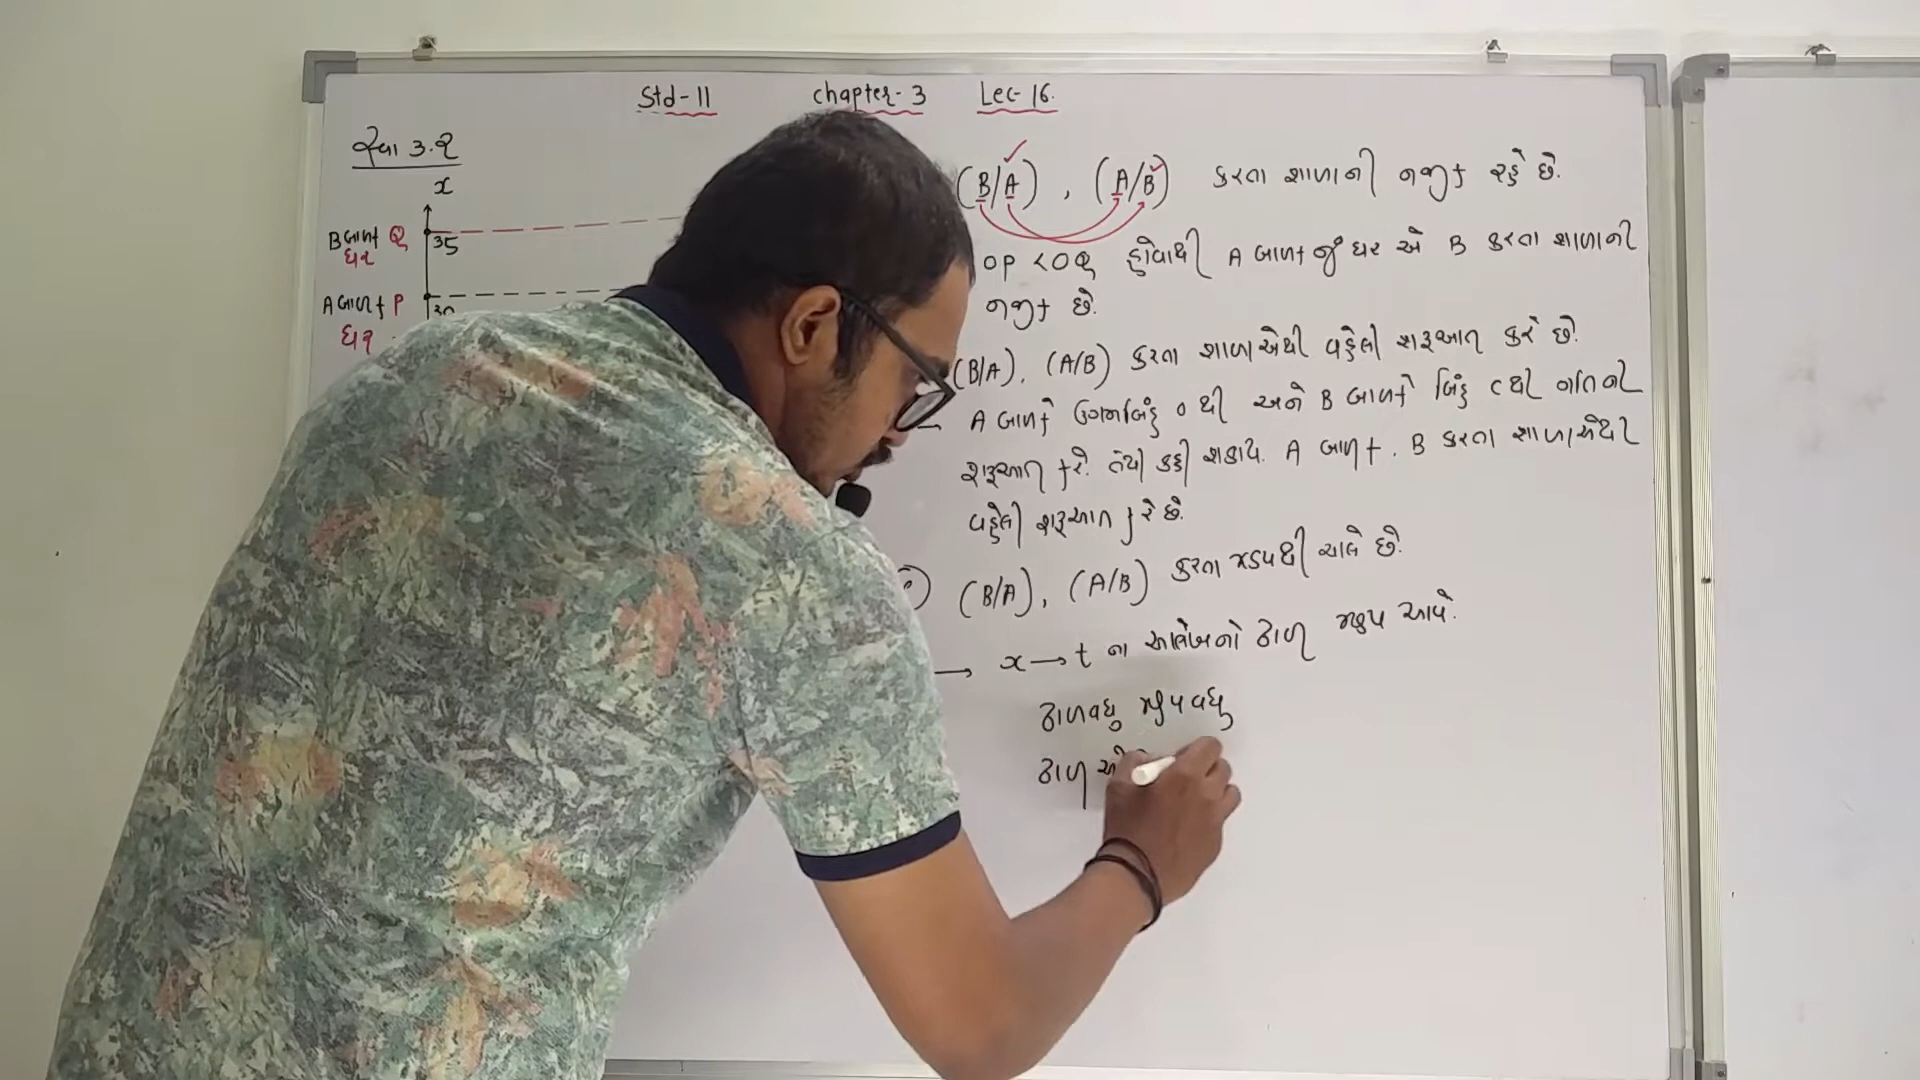 Std-11 chapter-3 Lec-16.
સ્વા 3.2
x
B બાળક Q 35
ઘર
A બાળક P 30
ઘર
(B/A), (A/B) કરતા શાળાની નજીક રહે છે.
OP < OQ હોવાથી A બાળકનું ઘર એ B કરતા શાળાની
નજીક છે.
(B/A), (A/B) કરતા શાળાએથી વહેલો શરૂઆત કરે છે.
A બાળકે ઉગમબિંદુ 0 થી અને B બાળકે બિંદુ C થી ગતિની
શરૂઆત કરે. તેથી કહી શકાય. A બાળક, B કરતા શાળાએથી
વહેલી શરૂઆત કરે છે.
(B/A), (A/B) કરતા ઝડપથી ચાલે છે.
→ x → t ના આલેખનો ઢાળ ઝડપ આપે.
ઢાળ વધુ ઝડપ વધુ
ઢાળ